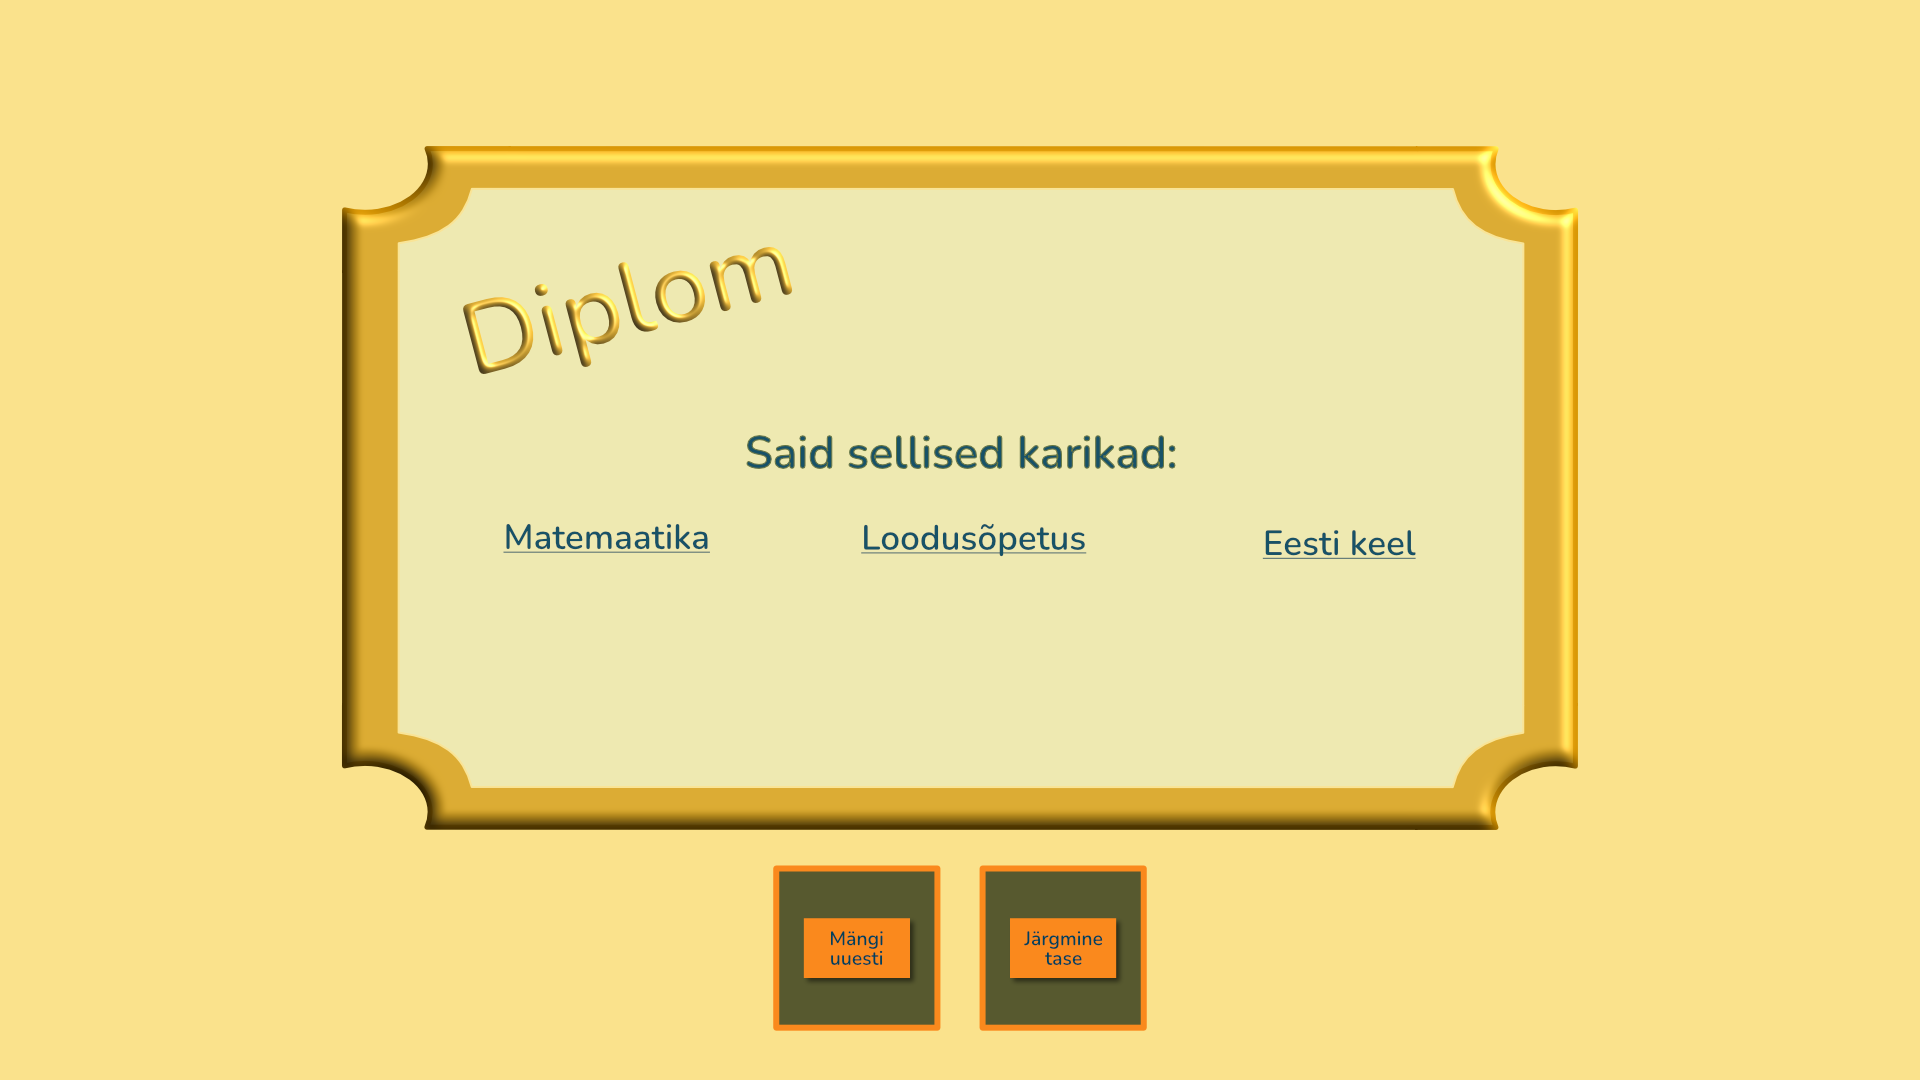 Diplom
Said sellised karikad:
Matemaatika
Loodusõpetus
Eesti keel
Mängi
uuesti
Järgmine
tase